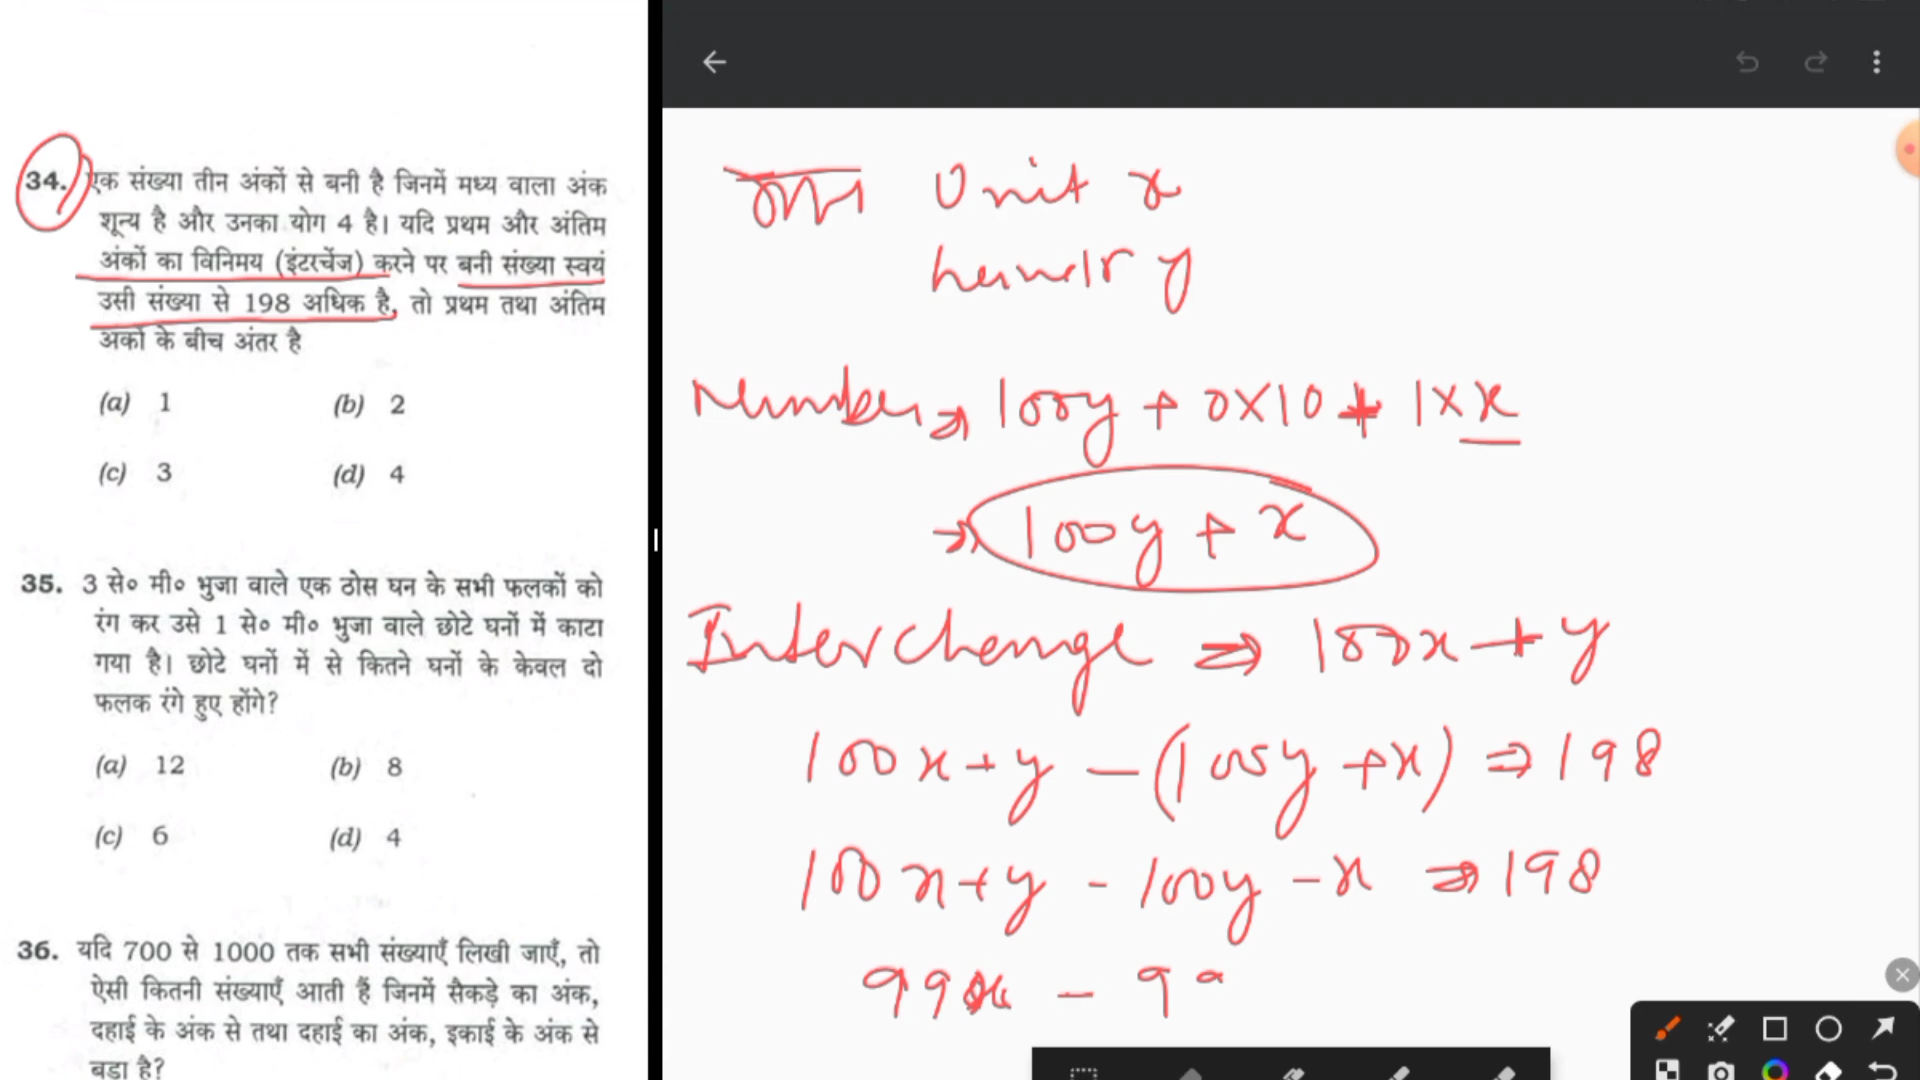 34. एक संख्या तीन अंकों से बनी है जिनमें मध्य वाला अंक
शून्य है और उनका योग 4 है। यदि प्रथम और अंतिम
अंकों का विनिमय (इंटरचेंज) करने पर बनी संख्या स्वयं
उसी संख्या से 198 अधिक है, तो प्रथम तथा अंतिम
अंकों के बीच अंतर है
(a) 1 (b) 2
(c) 3 (d) 4
35. 3 से० मी० भुजा वाले एक ठोस घन के सभी फलकों को
रंग कर उसे 1 से० मी० भुजा वाले छोटे घनों में काटा
गया है। छोटे घनों में से कितने घनों के केवल दो
फलक रंगे हुए होंगे?
(a) 12 (b) 8
(c) 6 (d) 4
36. यदि 700 से 1000 तक सभी संख्याएँ लिखी जाएँ, तो
ऐसी कितनी संख्याएँ आती हैं जिनमें सैकड़े का अंक,
दहाई के अंक से तथा दहाई का अंक, इकाई के अंक से
बड़ा है?
Unit x
y
Number → 100y + 0×10 + 1×x
→ 100y + x
Interchange ⇒ 100x + y
100x + y - (100y + x) ⇒ 198
100x + y - 100y - x ⇒ 198
99x - 99